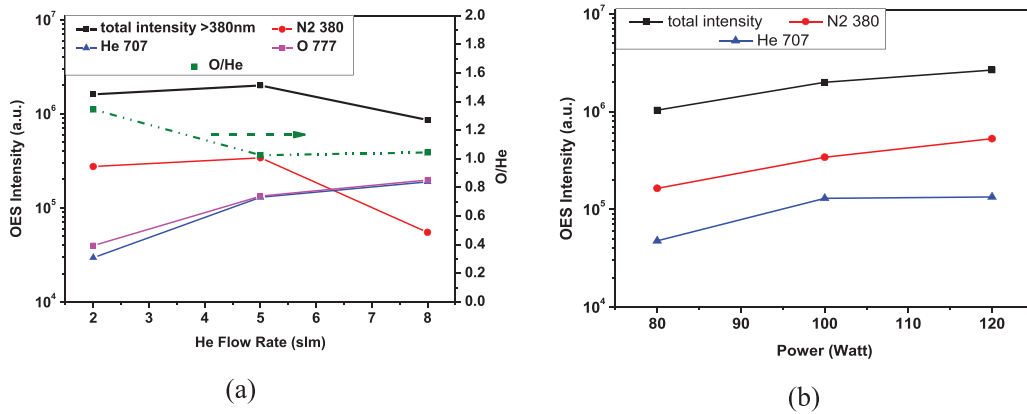 total intensity >380nm
N2 380
He 707
O 777
O/He
OES Intensity (a.u.)
10^7
10^6
10^5
10^4
2.0
1.8
1.6
1.4
1.2
1.0
0.8
0.6
0.4
0.2
0.0
O/He
2 3 4 5 6 7 8
He Flow Rate (slm)
(a)
total intensity
N2 380
He 707
OES Intensity (a.u.)
10^7
10^6
10^5
10^4
80 90 100 110 120
Power (Watt)
(b)